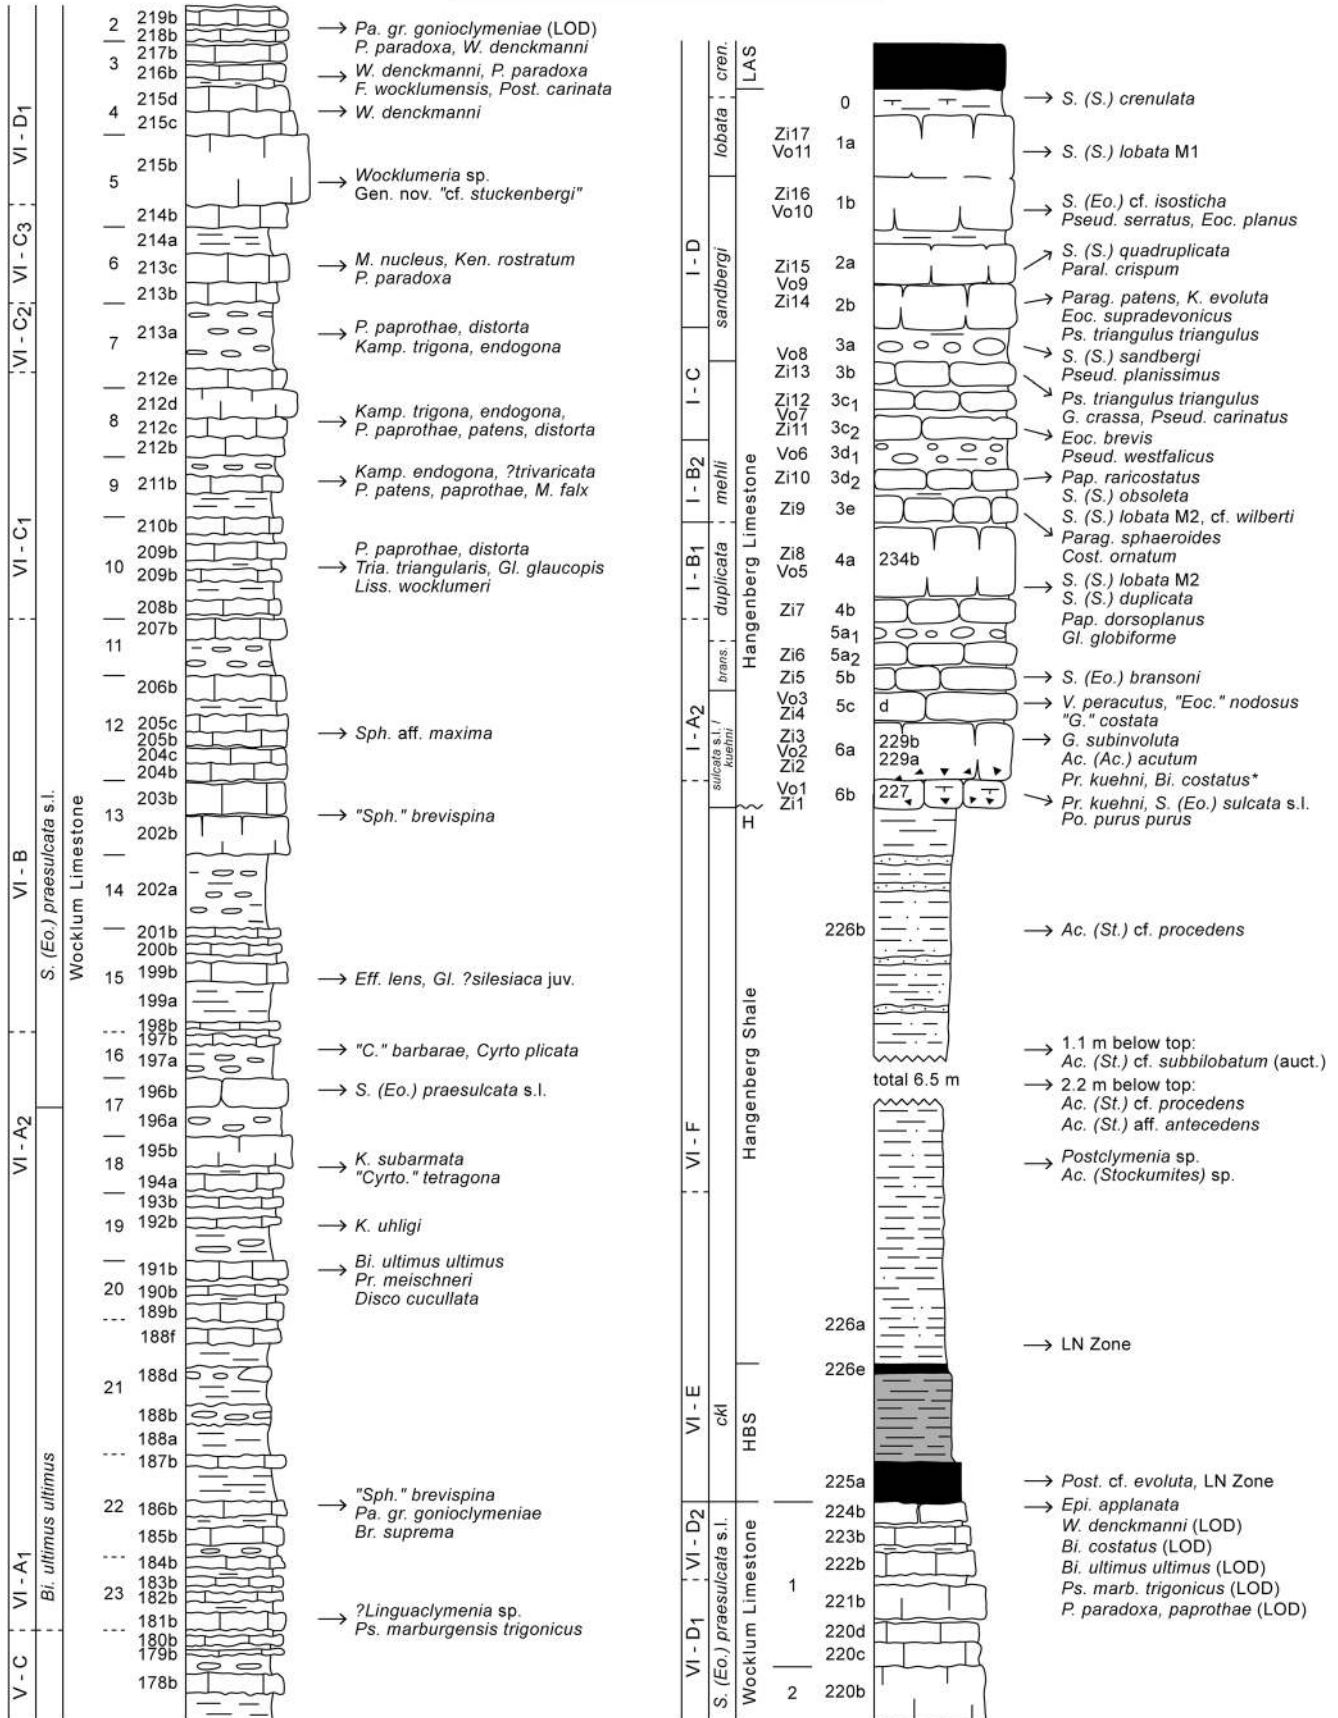 VI - D1
VI - C3
VI - C2
VI - C1
VI - B
VI - A2
VI - A1
V - C
S. (Eo.) praesulcata s.l.
Bi. ultimus ultimus
Wocklum Limestone
2
3
4
5
6
7
8
9
10
11
12
13
14
15
16
17
18
19
20
21
22
23
219b
218b
217b
216b
215d
215c
215b
214b
214a
213c
213b
213a
212e
212d
212c
212b
211b
210b
209b
209b
208b
207b
206b
205c
205b
204c
204b
203b
202b
202a
201b
200b
199b
199a
198b
197b
197a
196b
196a
195b
194a
193b
192b
191b
190b
189b
188f
188d
188b
188a
187b
186b
185b
184b
183b
182b
181b
180b
179b
178b
Pa. gr. gonioclymeniae (LOD)
P. paradoxa, W. denckmanni
W. denckmanni, P. paradoxa
F. wocklumensis, Post. carinata
W. denckmanni
Wocklumeria sp.
Gen. nov. "cf. stuckenbergi"
M. nucleus, Ken. rostratum
P. paradoxa
P. paprothae, distorta
Kamp. trigona, endogona
Kamp. trigona, endogona,
P. paprothae, patens, distorta
Kamp. endogona, ?trivaricata
P. patens, paprothae, M. falx
P. paprothae, distorta
Tria. triangularis, Gl. glaucopis
Liss. wocklumeri
Sph. aff. maxima
"Sph." brevispina
Eff. lens, Gl. ?silesiaca juv.
"C." barbarae, Cyrto plicata
S. (Eo.) praesulcata s.l.
K. subarmata
"Cyrto." tetragona
K. uhligi
Bi. ultimus ultimus
Pr. meischneri
Disco cucullata
"Sph." brevispina
Pa. gr. gonioclymeniae
Br. suprema
?Linguaclymenia sp.
Ps. marburgensis trigonicus
I - D
I - C
I - B2
I - B1
I - A2
VI - F
VI - E
VI - D2
VI - D1
cren.
lobata
sandbergi
mehli
duplicata
brans.
sulcata s.l. /
kuehni
ckl
S. (Eo.) praesulcata s.l.
LAS
Hangenberg Limestone
H
Hangenberg Shale
HBS
Wocklum Limestone
Zi17
Vo11
Zi16
Vo10
Zi15
Vo9
Zi14
Vo8
Zi13
Zi12
Vo7
Zi11
Vo6
Zi10
Zi9
Zi8
Vo5
Zi7
Zi6
Zi5
Vo3
Zi4
Zi3
Vo2
Zi2
Vo1
Zi1
1
2
0
1a
1b
2a
2b
3a
3b
3c1
3c2
3d1
3d2
3e
4a
4b
5a1
5a2
5b
5c
6a
6b
226b
226a
226e
225a
224b
223b
222b
221b
220d
220c
220b
234b
d
229b
229a
227
total 6.5 m
S. (S.) crenulata
S. (S.) lobata M1
S. (Eo.) cf. isosticha
Pseud. serratus, Eoc. planus
S. (S.) quadruplicata
Paral. crispum
Parag. patens, K. evoluta
Eoc. supradevonicus
Ps. triangulus triangulus
S. (S.) sandbergi
Pseud. planissimus
Ps. triangulus triangulus
G. crassa, Pseud. carinatus
Eoc. brevis
Pseud. westfalicus
Pap. raricostatus
S. (S.) obsoleta
S. (S.) lobata M2, cf. wilberti
Parag. sphaeroides
Cost. ornatum
S. (S.) lobata M2
S. (S.) duplicata
Pap. dorsoplanus
Gl. globiforme
S. (Eo.) bransoni
V. peracutus, "Eoc." nodosus
"G." costata
G. subinvoluta
Ac. (Ac.) acutum
Pr. kuehni, Bi. costatus*
Pr. kuehni, S. (Eo.) sulcata s.l.
Po. purus purus
Ac. (St.) cf. procedens
1.1 m below top:
Ac. (St.) cf. subbilobatum (auct.)
2.2 m below top:
Ac. (St.) cf. procedens
Ac. (St.) aff. antecedens
Postclymenia sp.
Ac. (Stockumites) sp.
LN Zone
Post. cf. evoluta, LN Zone
Epi. applanata
W. denckmanni (LOD)
Bi. costatus (LOD)
Bi. ultimus ultimus (LOD)
Ps. marb. trigonicus (LOD)
P. paradoxa, paprothae (LOD)